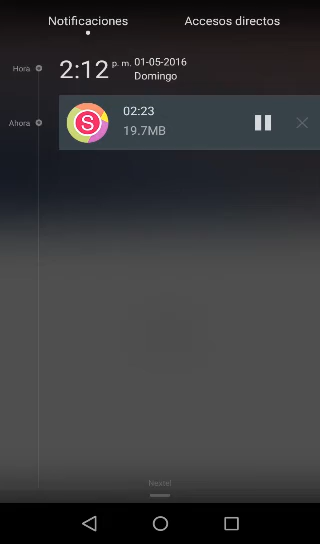 Notificaciones
Accesos directos
Hora
2:12 p. m. 01-05-2016
Domingo
Ahora
S
02:23
19.7MB
Nextel